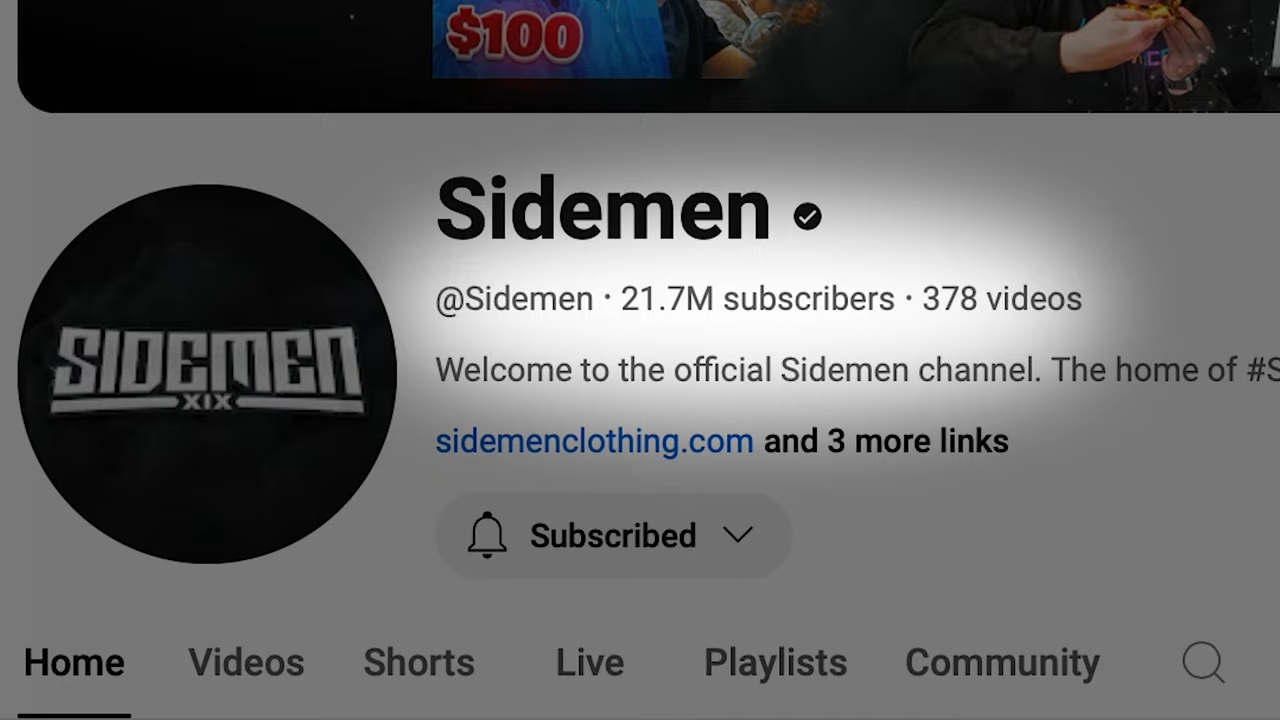 $100
Sidemen
@Sidemen · 21.7M subscribers · 378 videos
Welcome to the official Sidemen channel. The home of #S
sidemenclothing.com and 3 more links
SIDEMEN
XIX
Subscribed
Home Videos Shorts Live Playlists Community